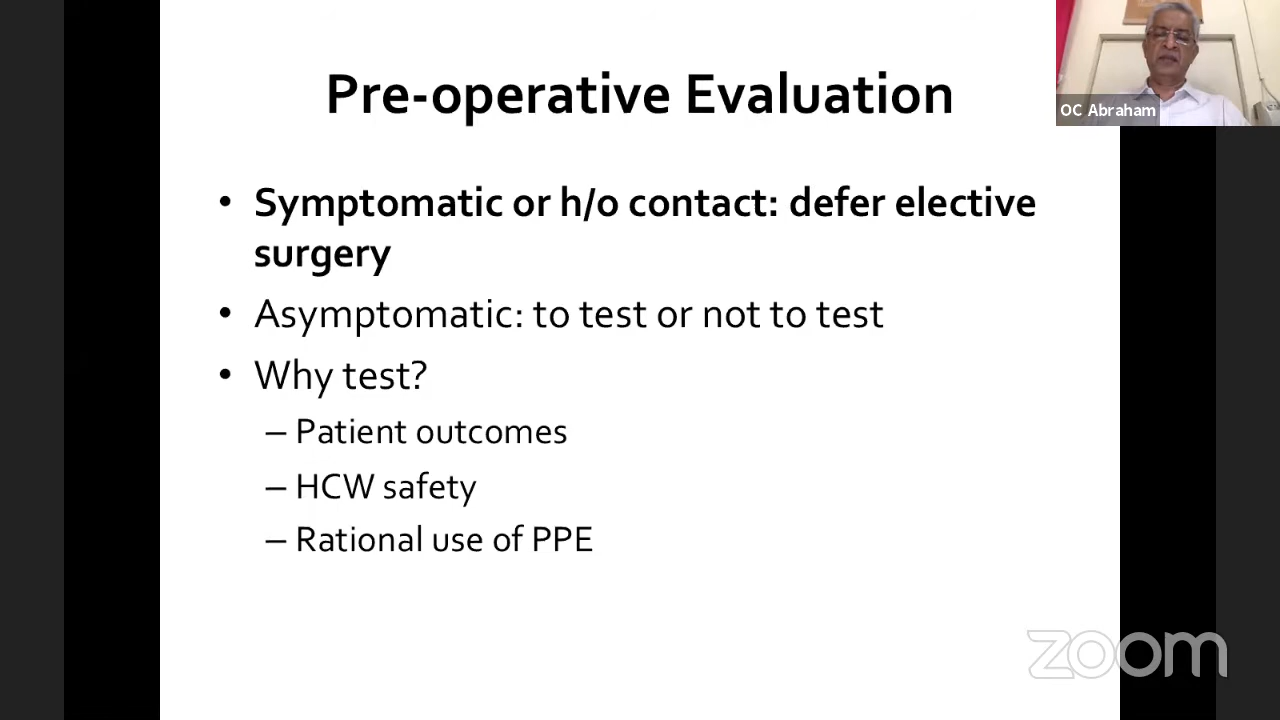 Pre-operative Evaluation
OC Abraham
• Symptomatic or h/o contact: defer elective
surgery
• Asymptomatic: to test or not to test
• Why test?
– Patient outcomes
– HCW safety
– Rational use of PPE
zoom